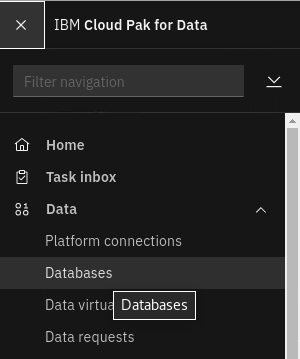 IBM Cloud Pak for Data
Filter navigation
Home
Task inbox
Data
Platform connections
Databases
Data virtua
Databases
Data requests